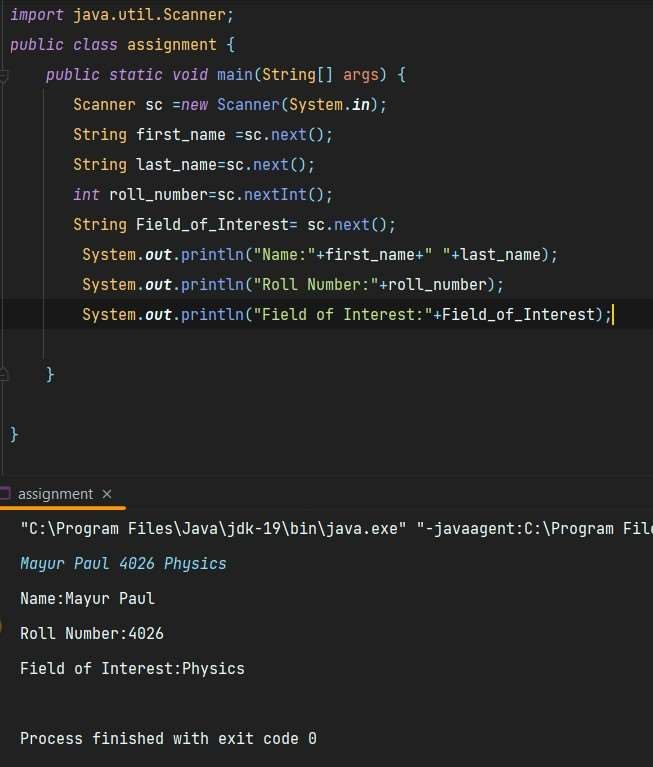 import java.util.Scanner;
public class assignment {
    public static void main(String[] args) {
       Scanner sc =new Scanner(System.in);
       String first_name =sc.next();
       String last_name=sc.next();
       int roll_number=sc.nextInt();
       String Field_of_Interest= sc.next();
        System.out.println("Name:"+first_name+" "+last_name);
        System.out.println("Roll Number:"+roll_number);
        System.out.println("Field of Interest:"+Field_of_Interest);
    }
}
assignment ×
"C:\Program Files\Java\jdk-19\bin\java.exe" "-javaagent:C:\Program File
Mayur Paul 4026 Physics
Name:Mayur Paul
Roll Number:4026
Field of Interest:Physics
Process finished with exit code 0